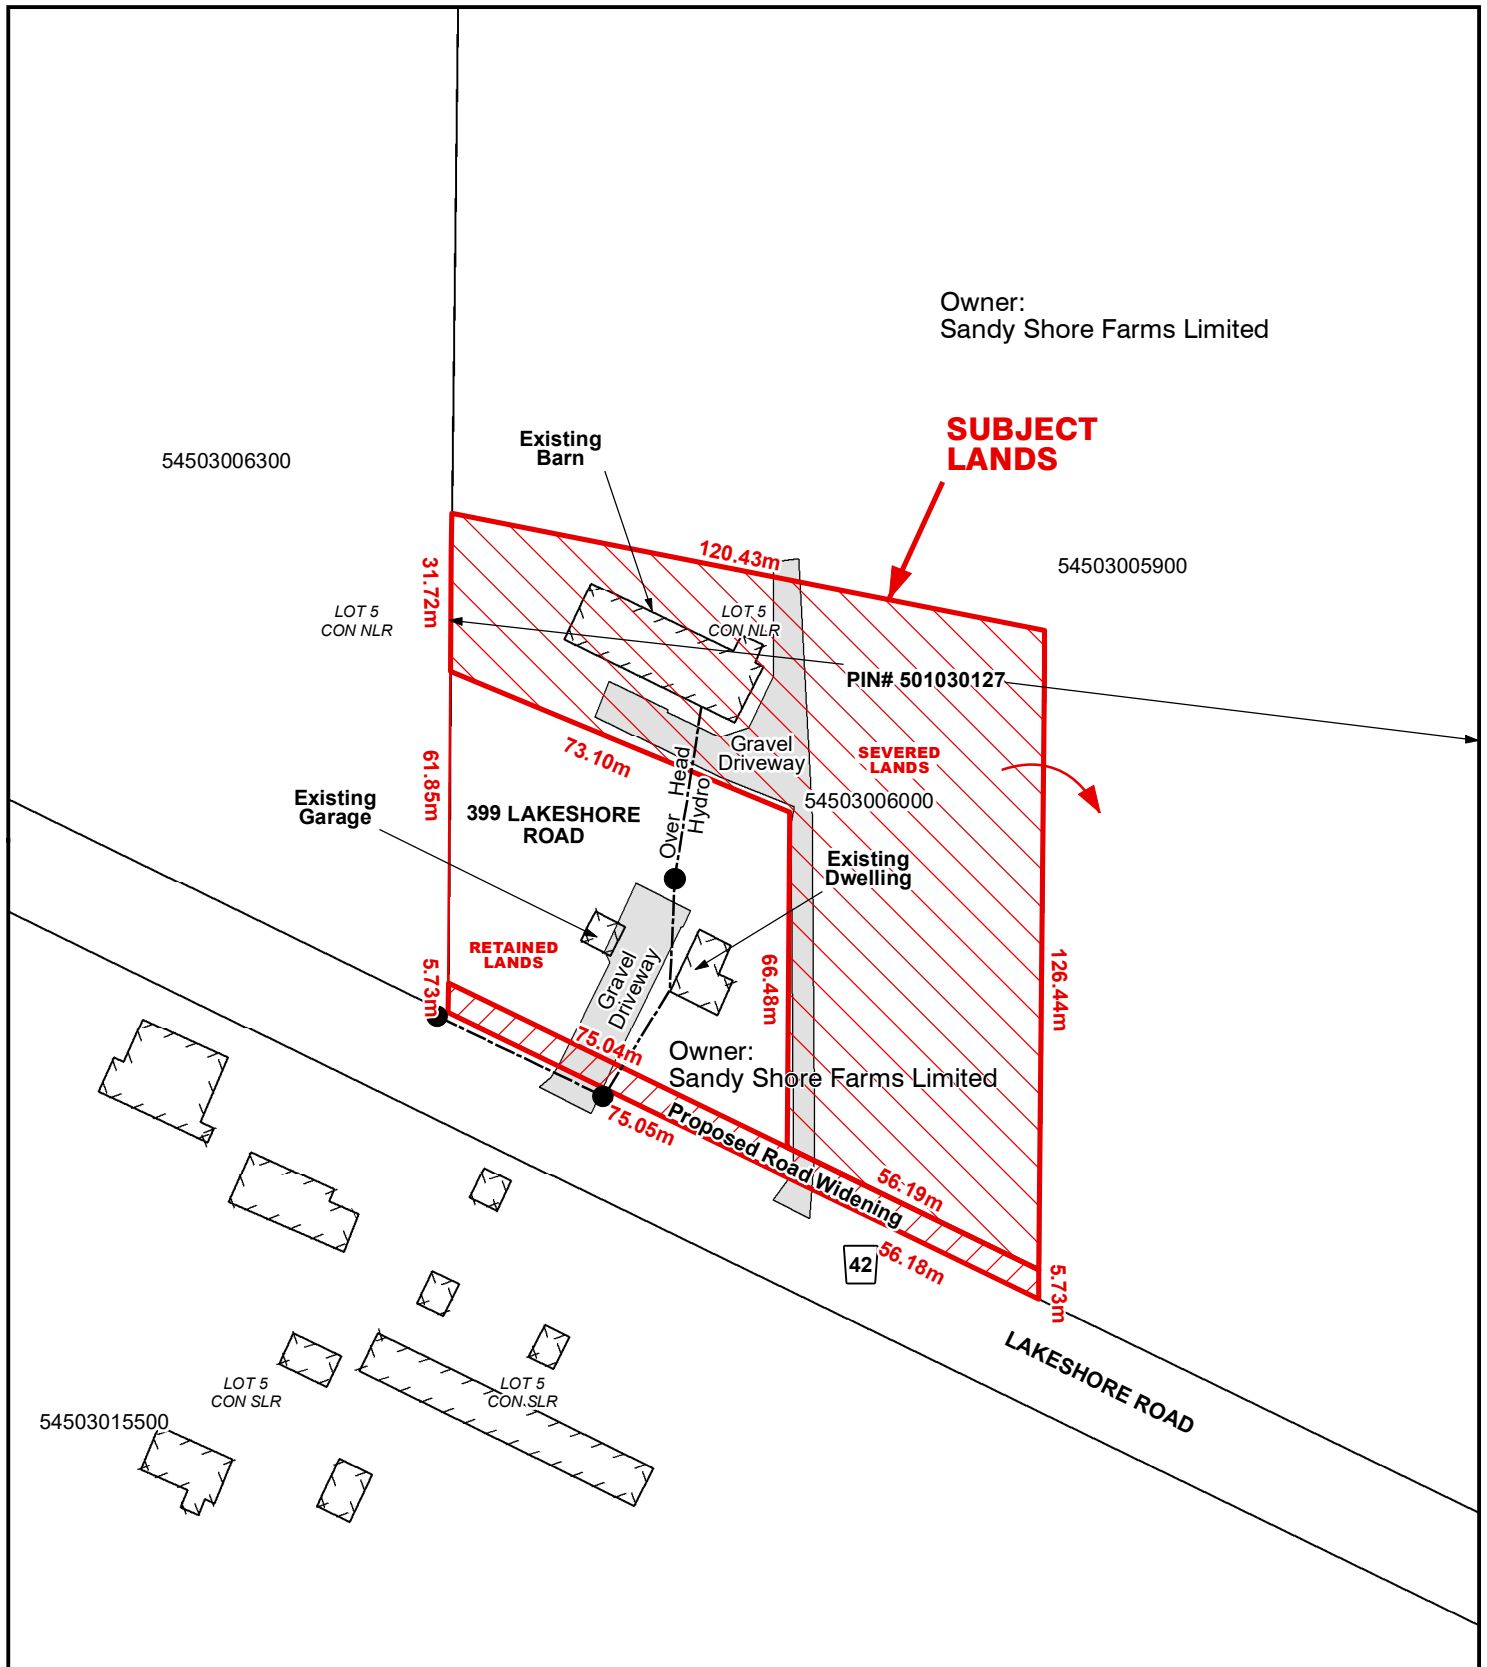 Owner:
Sandy Shore Farms Limited
SUBJECT
LANDS
Existing
Barn
54503006300
120.43m
54503005900
31.72m
LOT 5
CON NLR
LOT 5
CON NLR
PIN# 501030127
73.10m
Gravel
Driveway
SEVERED
LANDS
61.85m
Over Head
Hydro
54503006000
Existing
Garage
399 LAKESHORE
ROAD
Existing
Dwelling
RETAINED
LANDS
5.73m
Gravel
Driveway
66.48m
126.44m
75.04m
Owner:
Sandy Shore Farms Limited
75.05m
Proposed Road Widening
56.19m
42
56.18m
5.73m
LAKESHORE ROAD
LOT 5
CON SLR
LOT 5
CON SLR
54503015500